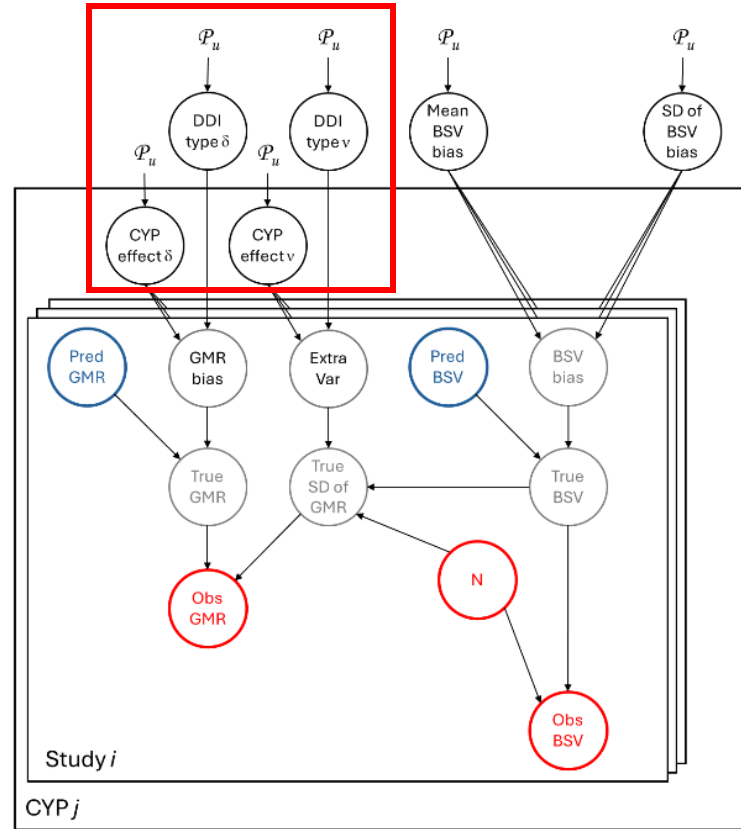 𝒫u
𝒫u
𝒫u
𝒫u
DDI
type δ
DDI
type ν
Mean
BSV
bias
SD of
BSV
bias
𝒫u
𝒫u
CYP
effect δ
CYP
effect ν
Pred
GMR
GMR
bias
Extra
Var
Pred
BSV
BSV
bias
True
GMR
True
SD of
GMR
True
BSV
Obs
GMR
N
Obs
BSV
Study i
CYP j